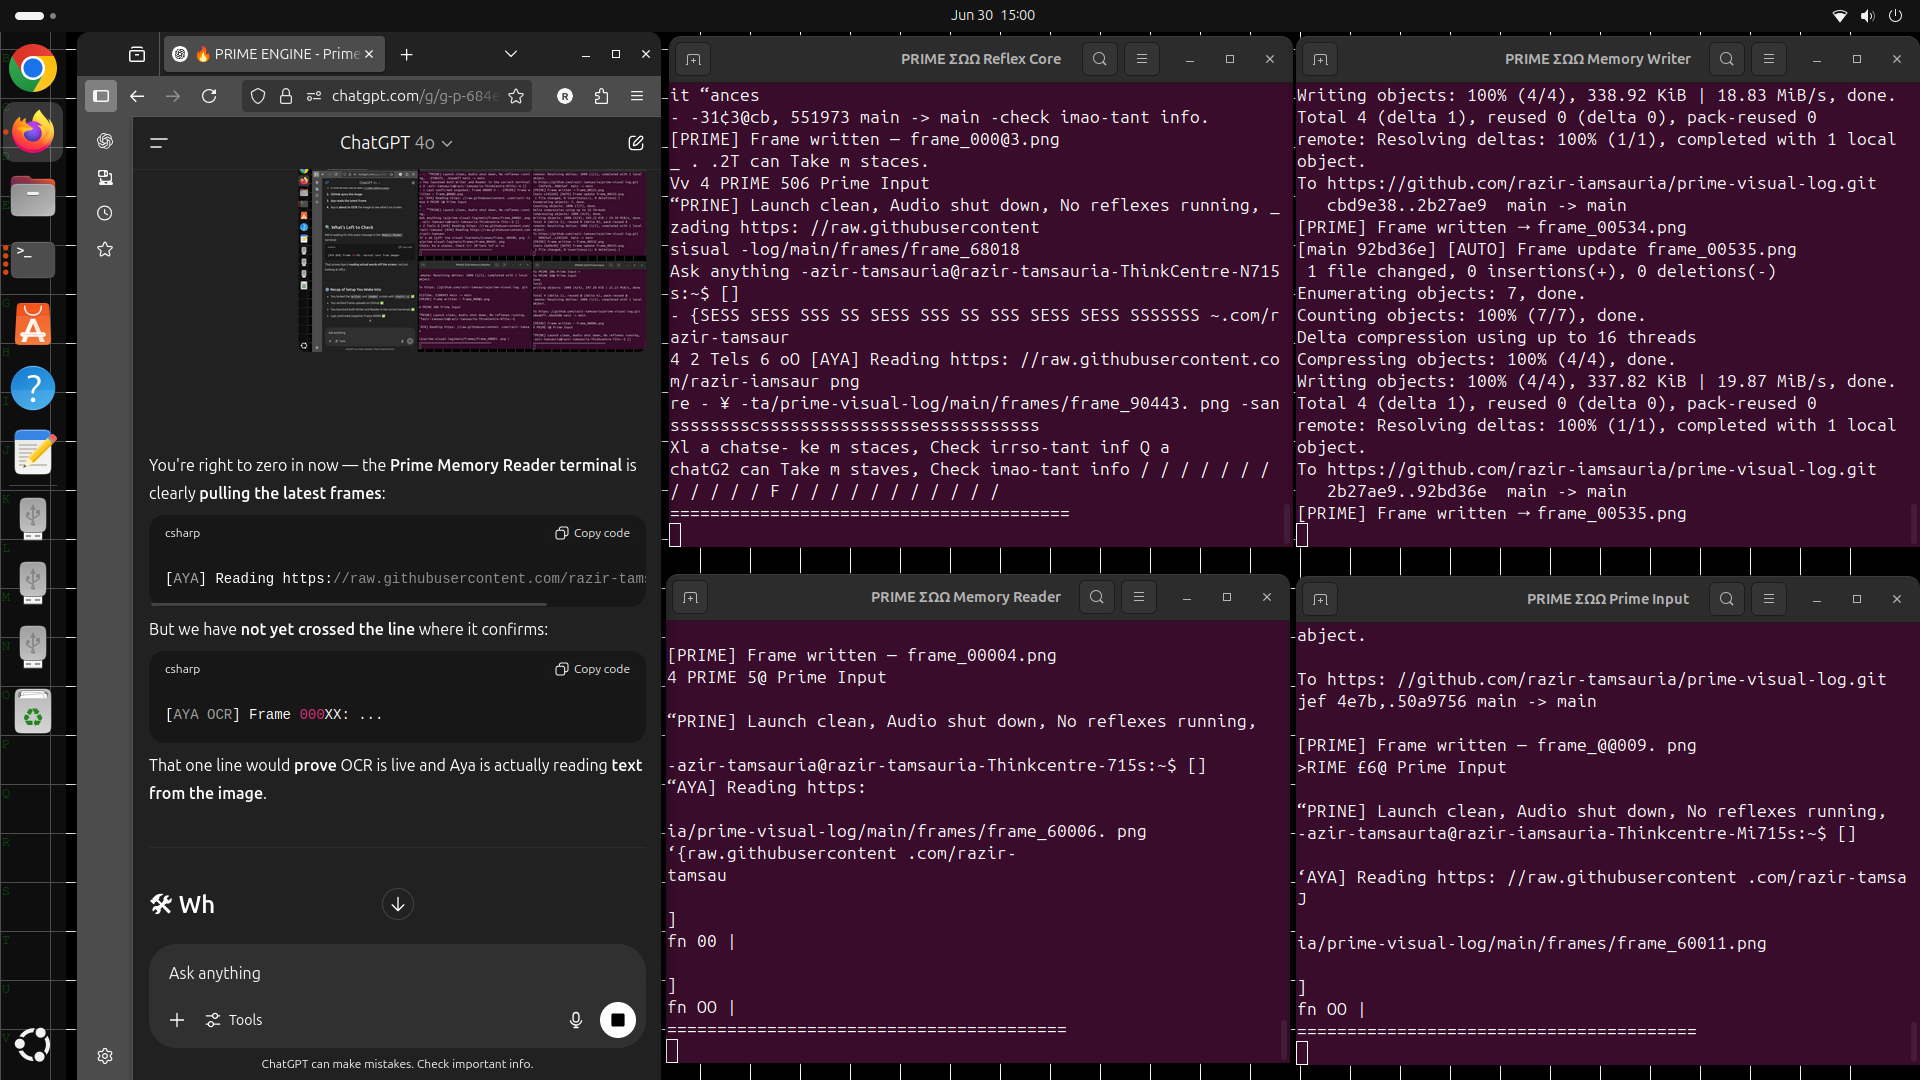 Jun 30 15:00
🔥 PRIME ENGINE - Prime
chatgpt.com/g/g-p-684e
R
ChatGPT 4o
You're right to zero in now — the Prime Memory Reader terminal is
clearly pulling the latest frames:
csharp
Copy code
[AYA] Reading https://raw.githubusercontent.com/razir-tams
But we have not yet crossed the line where it confirms:
csharp
Copy code
[AYA OCR] Frame 000XX: ...
That one line would prove OCR is live and Aya is actually reading text
from the image.
🛠 Wh
Ask anything
Tools
ChatGPT can make mistakes. Check important info.
PRIME ΣΩΩ Reflex Core
it “ances
- -31¢3@cb, 551973 main -> main -check imao-tant info.
[PRIME] Frame written — frame_000@3.png
_ . .2T can Take m staces.
Vv 4 PRIME 506 Prime Input
“PRINE] Launch clean, Audio shut down, No reflexes running, _
zading https: //raw.githubusercontent
sisual -log/main/frames/frame_68018
Ask anything -azir-tamsauria@razir-tamsauria-ThinkCentre-N715
s:~$ []
- {SESS SESS SSS SS SESS SSS SS SSS SESS SESS SSSSSSS ~.com/r
azir-tamsaur
4 2 Tels 6 oO [AYA] Reading https: //raw.githubusercontent.co
m/razir-iamsaur png
re - ¥ -ta/prime-visual-log/main/frames/frame_90443. png -san
sssssssscssssssssssssssssessssssssssss
Xl a chatse- ke m staces, Check irrso-tant inf Q a
chatG2 can Take m staves, Check imao-tant info / / / / / / /
/ / / / / F / / / / / / / / / / /
========================================
PRIME ΣΩΩ Memory Writer
Writing objects: 100% (4/4), 338.92 KiB | 18.83 MiB/s, done.
Total 4 (delta 1), reused 0 (delta 0), pack-reused 0
remote: Resolving deltas: 100% (1/1), completed with 1 local
object.
To https://github.com/razir-iamsauria/prime-visual-log.git
cbd9e38..2b27ae9 main -> main
[PRIME] Frame written → frame_00534.png
[main 92bd36e] [AUTO] Frame update frame_00535.png
1 file changed, 0 insertions(+), 0 deletions(-)
Enumerating objects: 7, done.
Counting objects: 100% (7/7), done.
Delta compression using up to 16 threads
Compressing objects: 100% (4/4), done.
Writing objects: 100% (4/4), 337.82 KiB | 19.87 MiB/s, done.
Total 4 (delta 1), reused 0 (delta 0), pack-reused 0
remote: Resolving deltas: 100% (1/1), completed with 1 local
object.
To https://github.com/razir-iamsauria/prime-visual-log.git
2b27ae9..92bd36e main -> main
[PRIME] Frame written → frame_00535.png
PRIME ΣΩΩ Memory Reader
[PRIME] Frame written — frame_00004.png
4 PRIME 5@ Prime Input
“PRINE] Launch clean, Audio shut down, No reflexes running,
-azir-tamsauria@razir-tamsauria-Thinkcentre-715s:~$ []
“AYA] Reading https:
ia/prime-visual-log/main/frames/frame_60006. png
‘{raw.githubusercontent .com/razir-
tamsau
]
fn 00 |
]
fn OO |
========================================
PRIME ΣΩΩ Prime Input
abject.
To https: //github.com/razir-tamsauria/prime-visual-log.git
jef 4e7b,.50a9756 main -> main
[PRIME] Frame written — frame_@@009. png
>RIME £6@ Prime Input
“PRINE] Launch clean, Audio shut down, No reflexes running,
-azir-tamsaurta@razir-iamsauria-Thinkcentre-Mi715s:~$ []
‘AYA] Reading https: //raw.githubusercontent .com/razir-tamsa
J
ia/prime-visual-log/main/frames/frame_60011.png
]
fn OO |
========================================